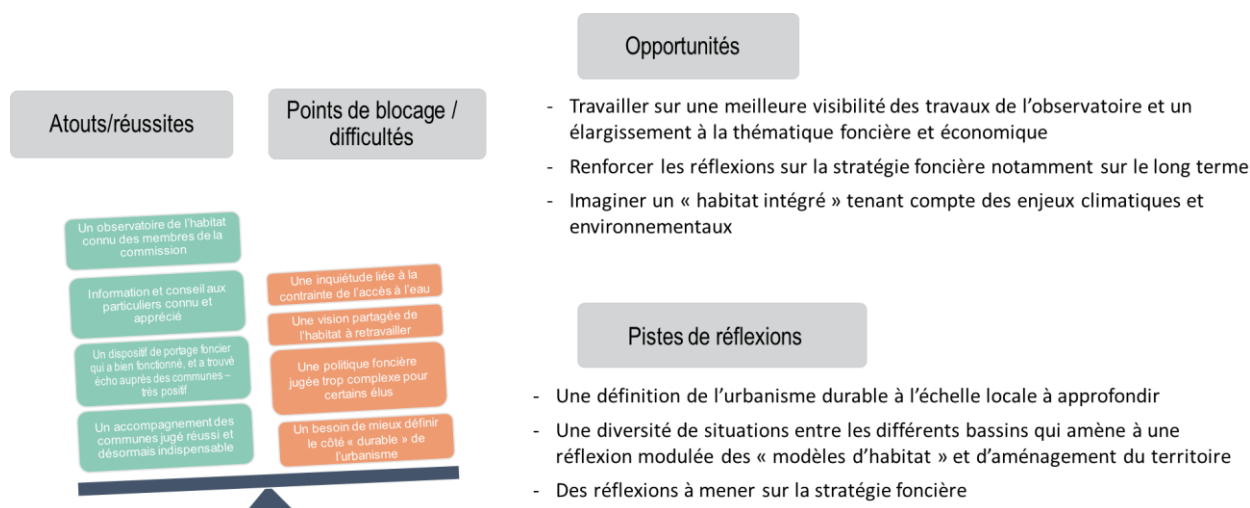 Atouts/réussites
Un observatoire de l'habitat
connu des membres de la
commission
Information et conseil aux
particuliers connu et
apprécié
Un dispositif de portage foncier
qui a bien fonctionné, et a trouvé
écho auprès des communes –
très positif
Un accompagnement des
communes jugé réussi et
désormais indispensable
Points de blocage /
difficultés
Une inquiétude liée à la
contrainte de l'accès à l'eau
Une vision partagée de
l'habitat à retravailler
Une politique foncière
jugée trop complexe pour
certains élus
Un besoin de mieux définir
le côté « durable » de
l'urbanisme
Opportunités
- Travailler sur une meilleure visibilité des travaux de l'observatoire et un
élargissement à la thématique foncière et économique
- Renforcer les réflexions sur la stratégie foncière notamment sur le long terme
- Imaginer un « habitat intégré » tenant compte des enjeux climatiques et
environnementaux
Pistes de réflexions
- Une définition de l'urbanisme durable à l'échelle locale à approfondir
- Une diversité de situations entre les différents bassins qui amène à une
réflexion modulée des « modèles d'habitat » et d'aménagement du territoire
- Des réflexions à mener sur la stratégie foncière